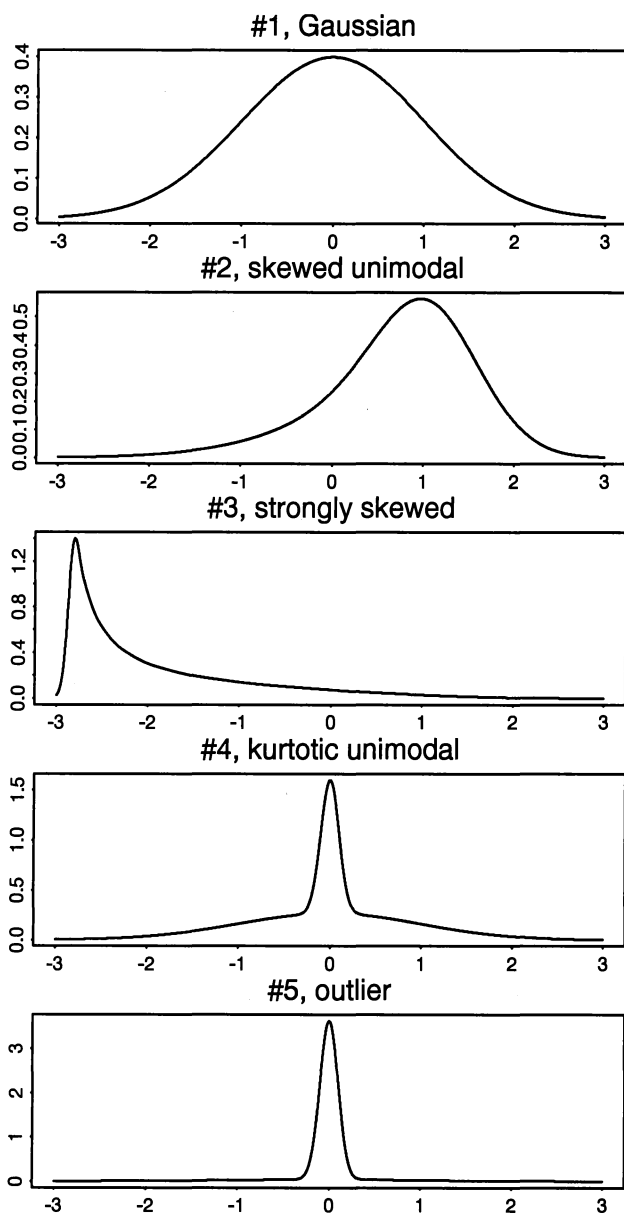 #1, Gaussian
0.4
0.3
0.2
0.1
0.0
-3 -2 -1 0 1 2 3
#2, skewed unimodal
0.00.10.20.30.40.5
-3 -2 -1 0 1 2 3
#3, strongly skewed
1.2
0.8
0.4
0.0
-3 -2 -1 0 1 2 3
#4, kurtotic unimodal
1.5
1.0
0.5
0.0
-3 -2 -1 0 1 2 3
#5, outlier
3
2
1
0
-3 -2 -1 0 1 2 3